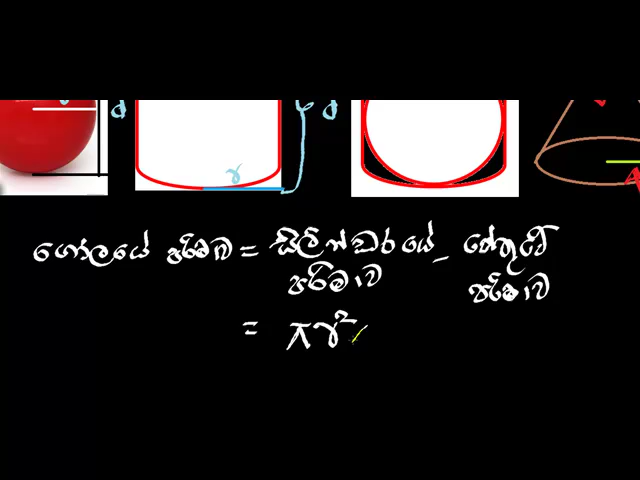 d d
r
ගෝලයේ පරිමාව = සිලින්ඩරයේ _ කේතුවේ
පරිමාව පරිමාව
= πr²